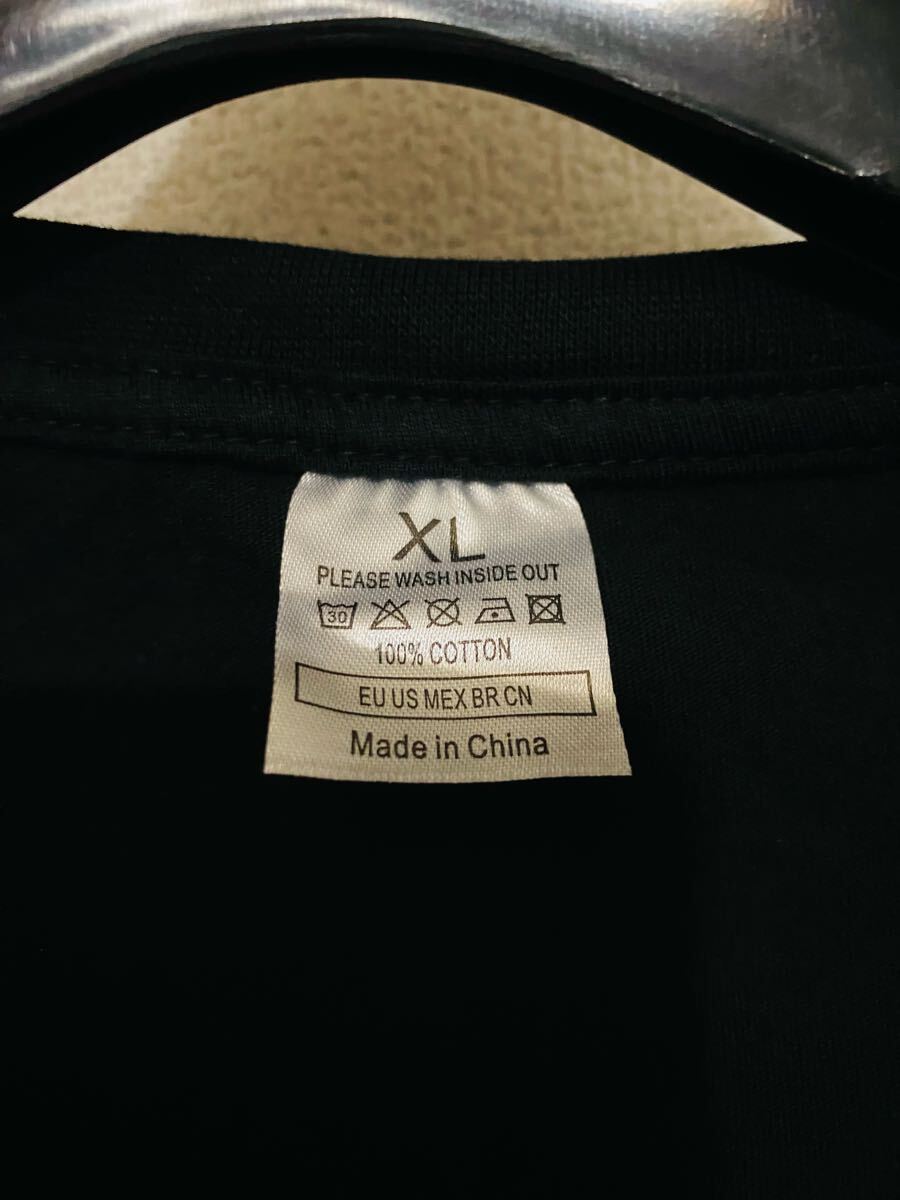 XL
PLEASE WASH INSIDE OUT
30
100% COTTON
EU US MEX BR CN
Made in China